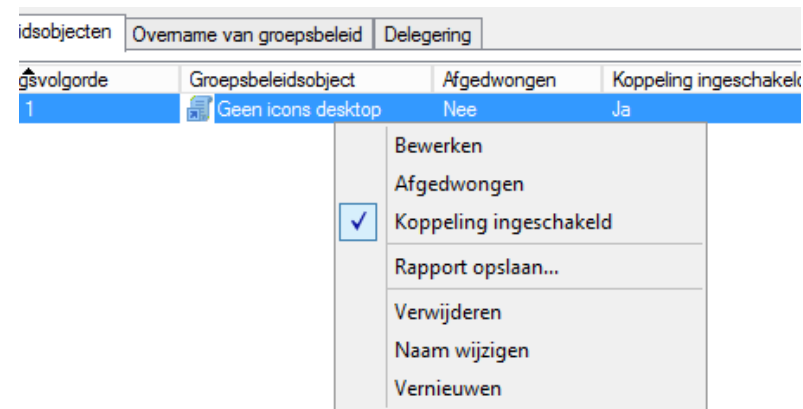 idsobjecten Overname van groepsbeleid Delegering
gsvolgorde Groepsbeleidsobject Afgedwongen Koppeling ingeschakeld
1 Geen icons desktop Nee Ja
Bewerken
Afgedwongen
Koppeling ingeschakeld
Rapport opslaan...
Verwijderen
Naam wijzigen
Vernieuwen